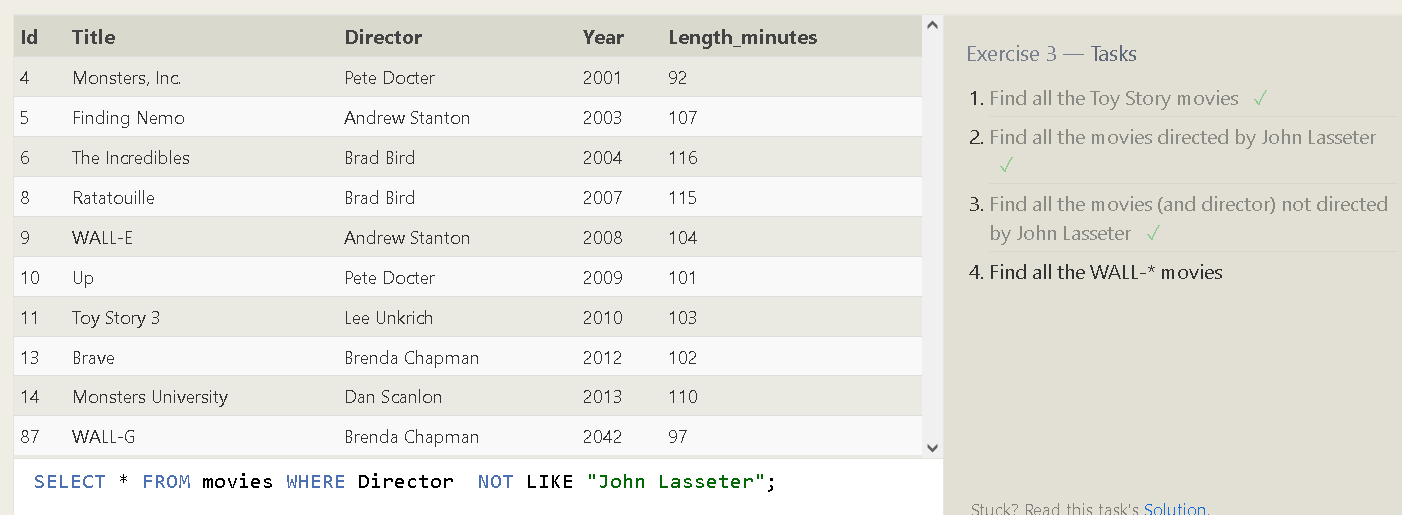 Id Title Director Year Length_minutes
4 Monsters, Inc. Pete Docter 2001 92
5 Finding Nemo Andrew Stanton 2003 107
6 The Incredibles Brad Bird 2004 116
8 Ratatouille Brad Bird 2007 115
9 WALL-E Andrew Stanton 2008 104
10 Up Pete Docter 2009 101
11 Toy Story 3 Lee Unkrich 2010 103
13 Brave Brenda Chapman 2012 102
14 Monsters University Dan Scanlon 2013 110
87 WALL-G Brenda Chapman 2042 97
SELECT * FROM movies WHERE Director  NOT LIKE "John Lasseter";
Exercise 3 — Tasks
1. Find all the Toy Story movies ✓
2. Find all the movies directed by John Lasseter
✓
3. Find all the movies (and director) not directed
by John Lasseter ✓
4. Find all the WALL-* movies
Stuck? Read this task's Solution.